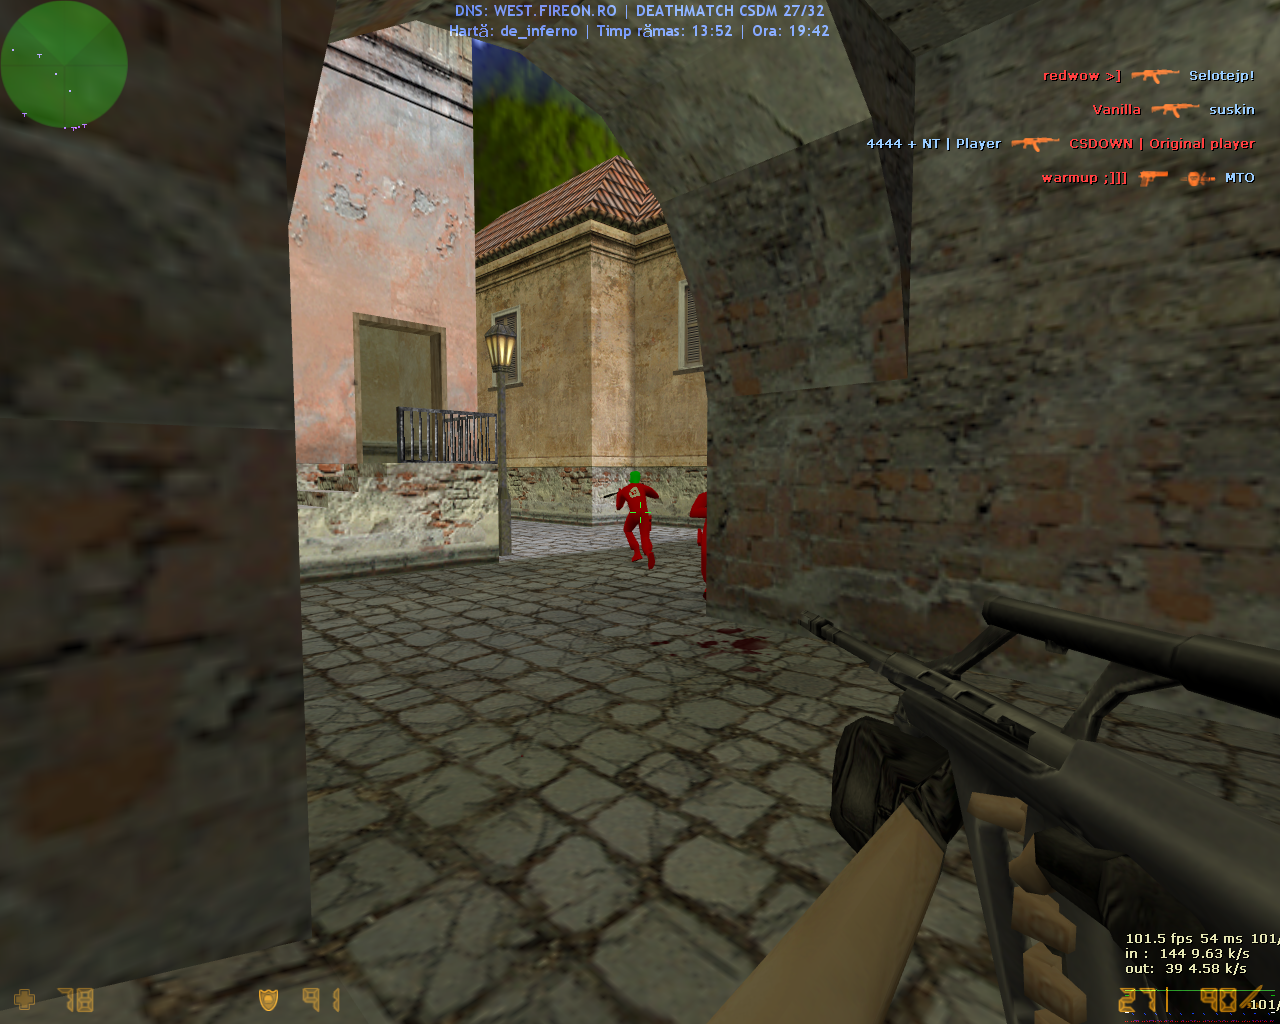 DNS: WEST.FIREON.RO | DEATHMATCH CSDM 27/32
Hartă: de_inferno | Timp rămas: 13:52 | Ora: 19:42
redwow >] Selotejp!
Vanilla suskin
4444 + NT | Player CSDOWN | Original player
warmup ;]]] MTO
101.5 fps 54 ms 101/
in : 144 9.63 k/s
out: 39 4.58 k/s
78 91 27| 90 101/